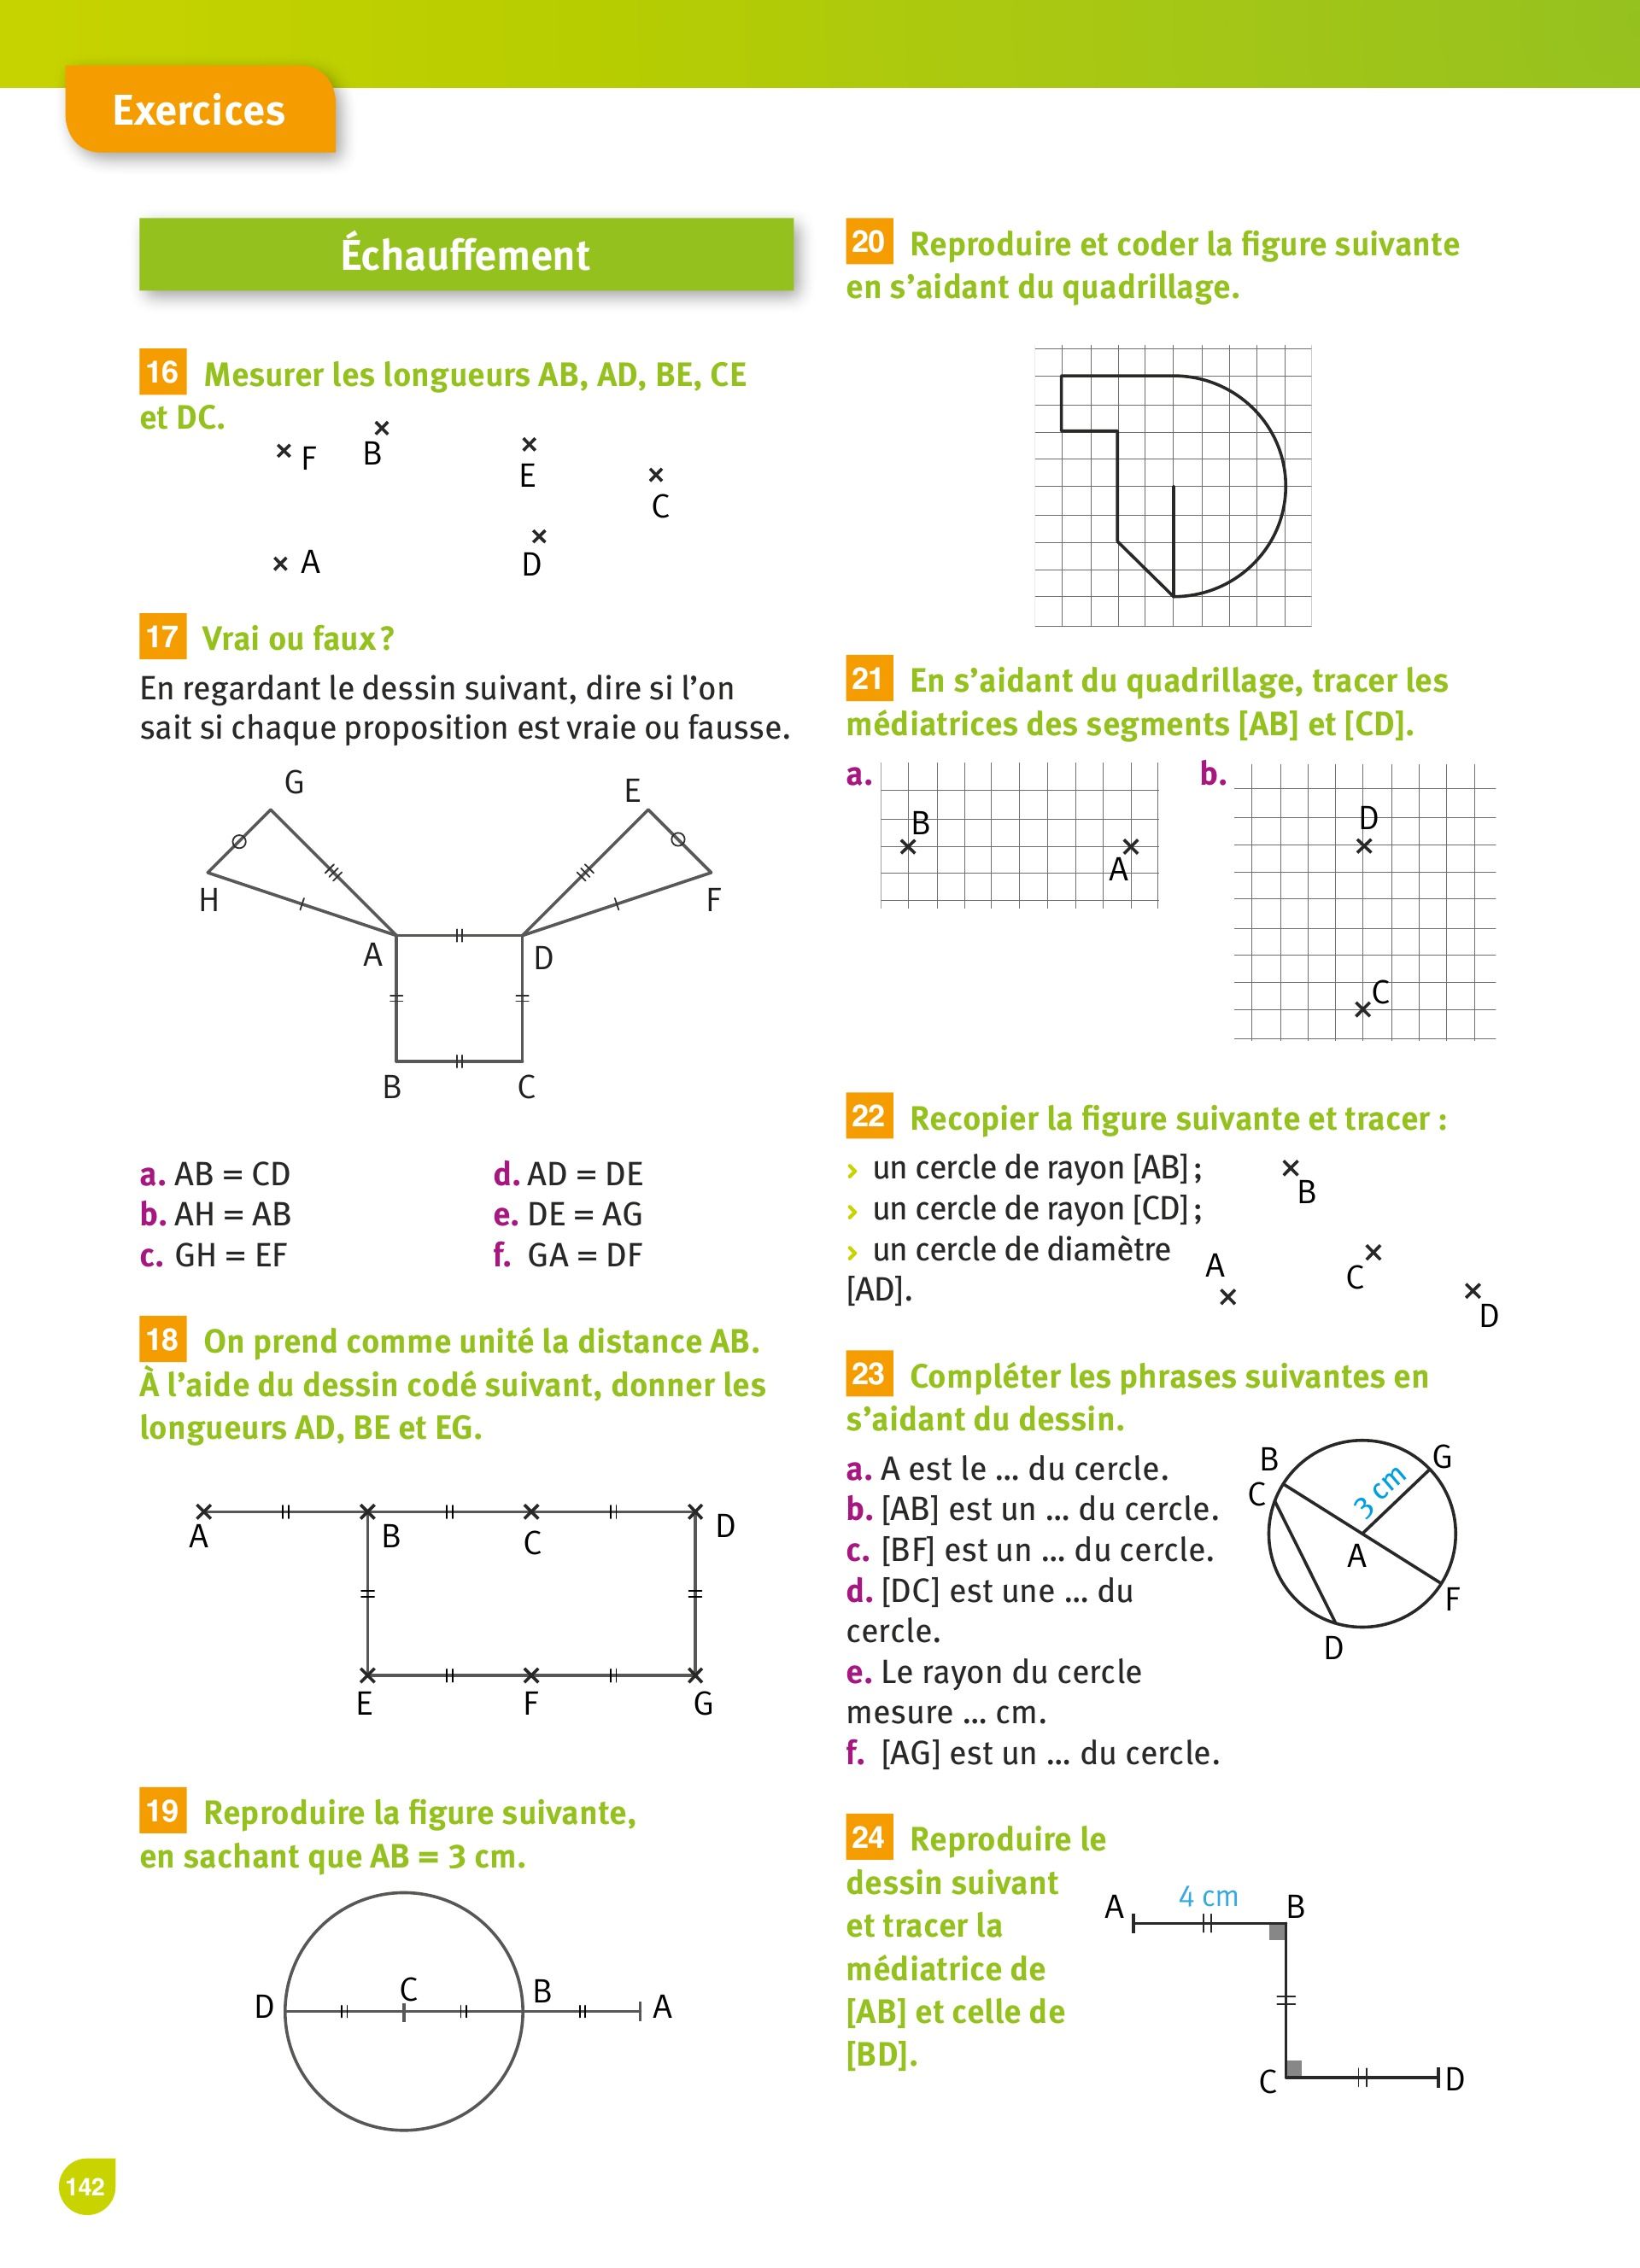 Exercices
Échauffement
16 Mesurer les longueurs AB, AD, BE, CE
et DC.
F
B
E
C
A
D
17 Vrai ou faux ?
En regardant le dessin suivant, dire si l’on
sait si chaque proposition est vraie ou fausse.
G
E
H
F
A
D
B
C
a. AB = CD
b. AH = AB
c. GH = EF
d. AD = DE
e. DE = AG
f. GA = DF
18 On prend comme unité la distance AB.
À l’aide du dessin codé suivant, donner les
longueurs AD, BE et EG.
A
B
C
D
E
F
G
19 Reproduire la figure suivante,
en sachant que AB = 3 cm.
D
C
B
A
20 Reproduire et coder la figure suivante
en s’aidant du quadrillage.
21 En s’aidant du quadrillage, tracer les
médiatrices des segments [AB] et [CD].
a.
B
A
b.
D
C
22 Recopier la figure suivante et tracer :
› un cercle de rayon [AB] ;
› un cercle de rayon [CD] ;
› un cercle de diamètre
[AD].
B
A
C
D
23 Compléter les phrases suivantes en
s’aidant du dessin.
a. A est le ... du cercle.
b. [AB] est un ... du cercle.
c. [BF] est un ... du cercle.
d. [DC] est une ... du
cercle.
e. Le rayon du cercle
mesure ... cm.
f. [AG] est un ... du cercle.
B
G
C
3 cm
A
F
D
24 Reproduire le
dessin suivant
et tracer la
médiatrice de
[AB] et celle de
[BD].
A
4 cm
B
C
D
142